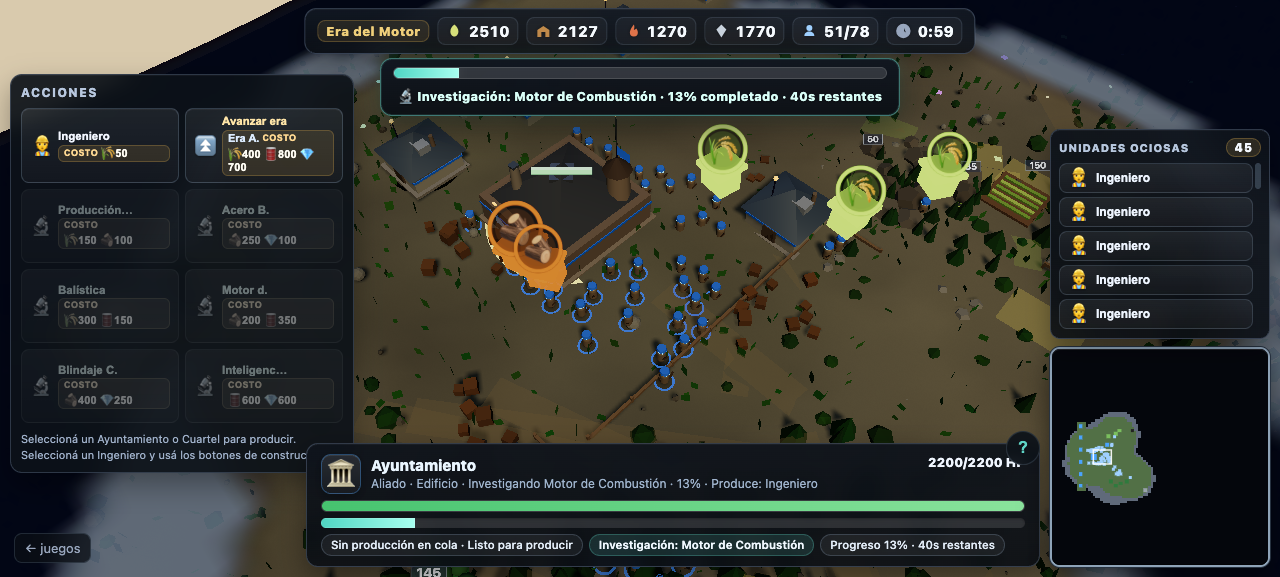 Era del Motor
2510
2127
1270
1770
51/78
0:59
Investigación: Motor de Combustión · 13% completado · 40s restantes
ACCIONES
Ingeniero
COSTO 50
Avanzar era
Era A. COSTO
400 800
700
Producción...
COSTO
150 100
Acero B.
COSTO
250 100
Balística
COSTO
300 150
Motor d.
COSTO
200 350
Blindaje C.
COSTO
400 250
Inteligenc...
COSTO
600 600
Seleccioná un Ayuntamiento o Cuartel para producir.
Seleccioná un Ingeniero y usá los botones de construc
50
150
UNIDADES OCIOSAS 45
Ingeniero
Ingeniero
Ingeniero
Ingeniero
Ingeniero
?
Ayuntamiento
2200/2200
Aliado · Edificio · Investigando Motor de Combustión · 13% · Produce: Ingeniero
Sin producción en cola · Listo para producir
Investigación: Motor de Combustión
Progreso 13% · 40s restantes
← juegos
145